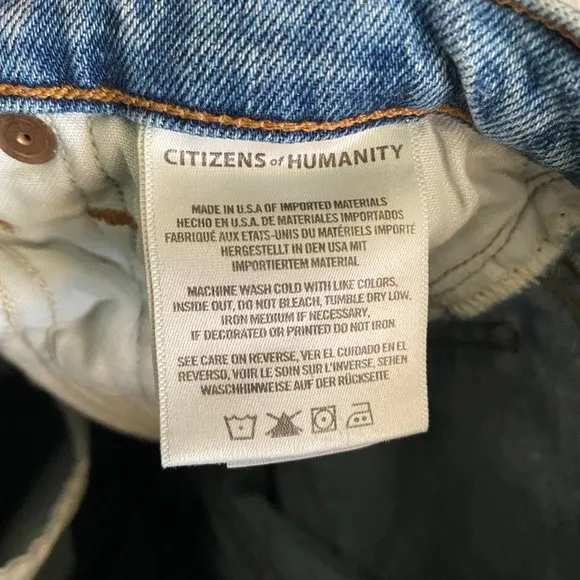 CITIZENS of HUMANITY
MADE IN U.S.A OF IMPORTED MATERIALS
HECHO EN U.S.A. DE MATERIALES IMPORTADOS
FABRIQUÉ AUX ETATS-UNIS DU MATÉRIELS IMPORTÉ
HERGESTELLT IN DEN USA MIT
IMPORTIERTEM MATERIAL
MACHINE WASH COLD WITH LIKE COLORS,
INSIDE OUT, DO NOT BLEACH, TUMBLE DRY LOW,
IRON MEDIUM IF NECESSARY.
IF DECORATED OR PRINTED DO NOT IRON
SEE CARE ON REVERSE, VER EL CUIDADO EN EL
REVERSO, VOIR LE SOIN SUR L'INVERSE, SEHEN
WASCHHINWEISE AUF DER RÜCKSEITE